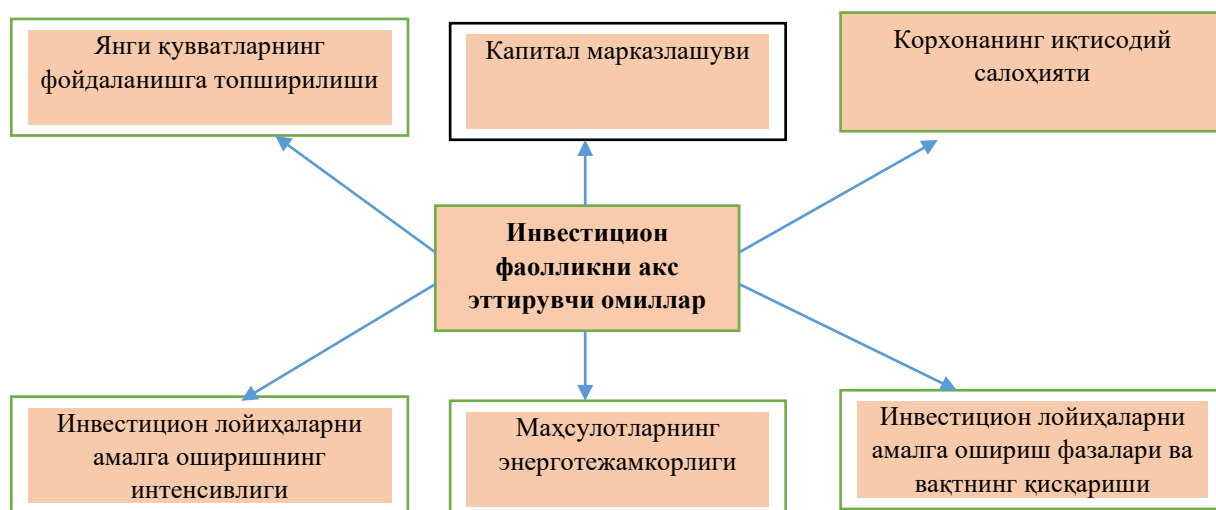 Янги қувватларнинг
фойдаланишга топширилиши
Капитал марказлашуви
Корхонанинг иқтисодий
салоҳияти
Инвестицион
фаолликни акс
эттирувчи омиллар
Инвестицион лойиҳаларни
амалга оширишнинг
интенсивлиги
Маҳсулотларнинг
энерготежамкорлиги
Инвестицион лойиҳаларни
амалга ошириш фазалари ва
вақтнинг қисқариши